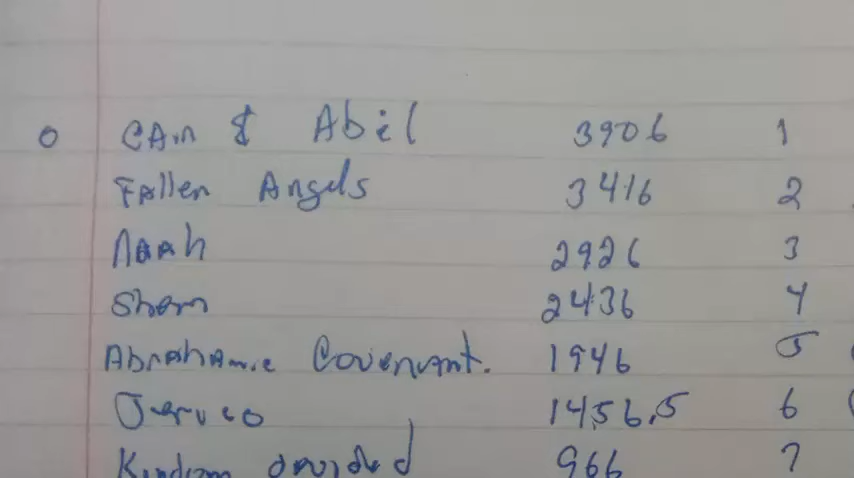 0 CAin & Abil 3906 1
Fallen Angels 3416 2
Noah 2926 3
Shem 2436 4
Abrahamic Covenant. 1946 5
Jerico 1456.5 6
Kingdom divided 966 7